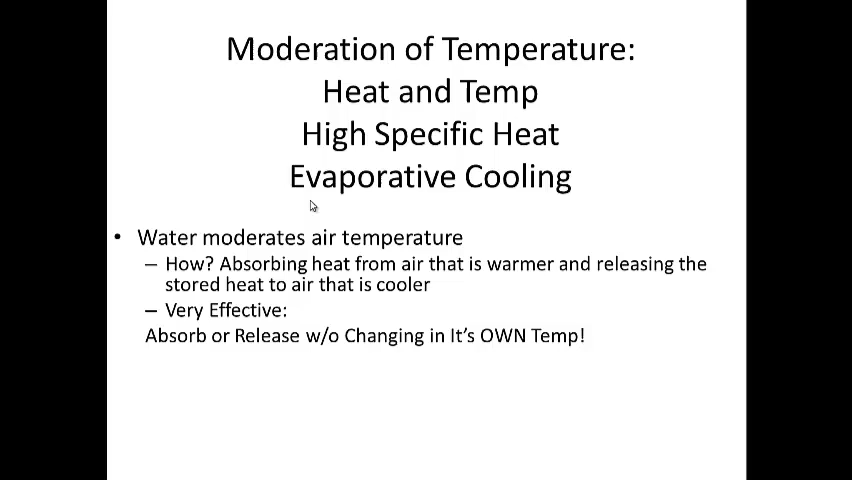 Moderation of Temperature:
Heat and Temp
High Specific Heat
Evaporative Cooling
• Water moderates air temperature
– How? Absorbing heat from air that is warmer and releasing the
stored heat to air that is cooler
– Very Effective:
Absorb or Release w/o Changing in It's OWN Temp!